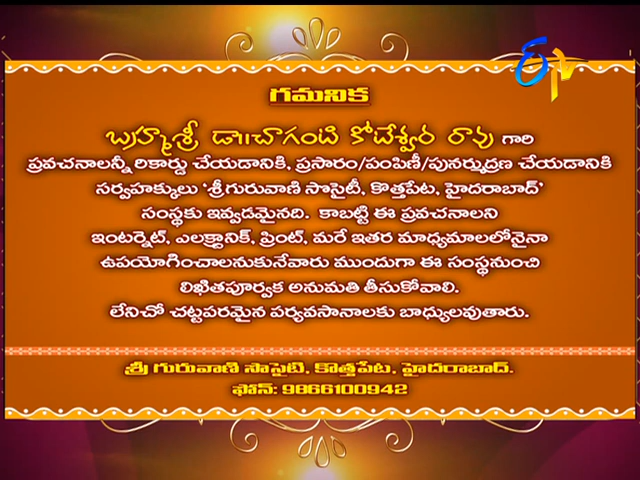 గమనిక
బ్రహ్మశ్రీ డా||చాగంటి కోటేశ్వర రావు గారి
ప్రవచనాలన్నీ రికార్డు చేయడానికి, ప్రసారం/పంపిణీ/పునర్ముద్రణ చేయడానికి
సర్వహక్కులు ‘శ్రీ గురువాణి సొసైటీ, కొత్తపేట, హైదరాబాద్’
సంస్థకు ఇవ్వడమైనది. కాబట్టి ఈ ప్రవచనాలని
ఇంటర్నెట్, ఎలక్ట్రానిక్, ప్రింట్, మరే ఇతర మాధ్యమాలలోనైనా
ఉపయోగించాలనుకునేవారు ముందుగా ఈ సంస్థనుంచి
లిఖితపూర్వక అనుమతి తీసుకోవాలి.
లేనిచో చట్టపరమైన పర్యవసానాలకు బాధ్యులవుతారు.
శ్రీ గురువాణి సొసైటి, కొత్తపేట, హైదరాబాద్.
ఫోన్: 9866100942